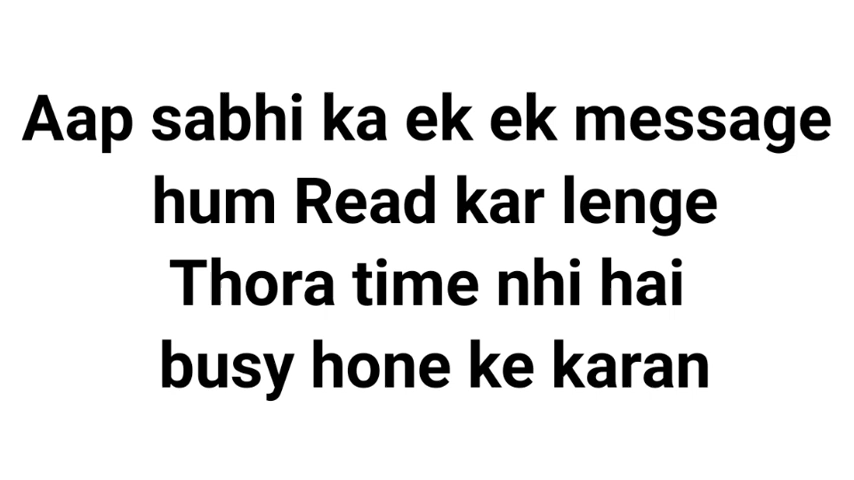 Aap sabhi ka ek ek message
hum Read kar lenge
Thora time nhi hai
busy hone ke karan